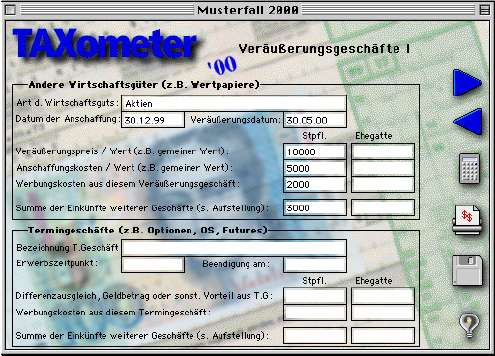 Musterfall 2000
TAXometer
'00
Veräußerungsgeschäfte I
Andere Wirtschaftsgüter (z.B. Wertpapiere)
Art d. Wirtschaftsguts: Aktien
Datum der Anschaffung: 30.12.99 Veräußerungsdatum: 30.05.00
Stpfl. Ehegatte
Veräußerungspreis / Wert (z.B. gemeiner Wert): 10000
Anschaffungskosten / Wert (z.B. gemeiner Wert): 5000
Werbungskosten aus diesem Veräußerungsgeschäft: 2000
Summe der Einkünfte weiterer Geschäfte (s. Aufstellung): 3000
Termingeschäfte (z.B. Optionen, OS, Futures)
Bezeichnung T.Geschäft
Erwerbszeitpunkt: Beendigung am:
Stpfl. Ehegatte
Differenzausgleich, Geldbetrag oder sonst. Vorteil aus T.G:
Werbungskosten aus diesem Termingeschäft:
Summe der Einkünfte weiterer Geschäfte (s. Aufstellung):
$$
?